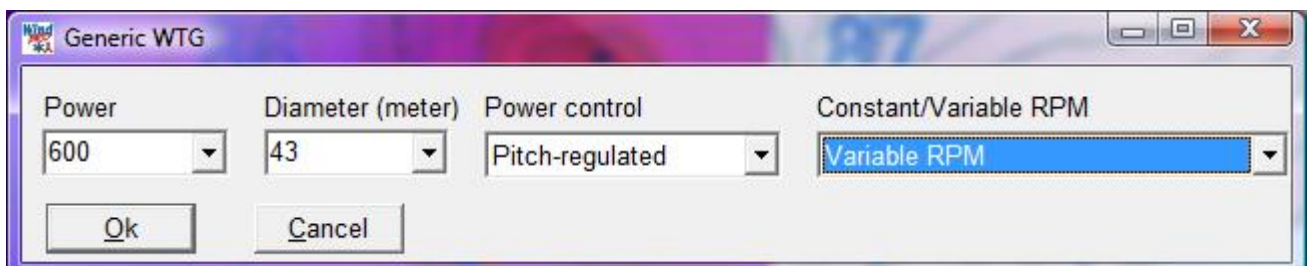 Generic WTG
Power Diameter (meter) Power control Constant/Variable RPM
600 43 Pitch-regulated Variable RPM
Ok Cancel